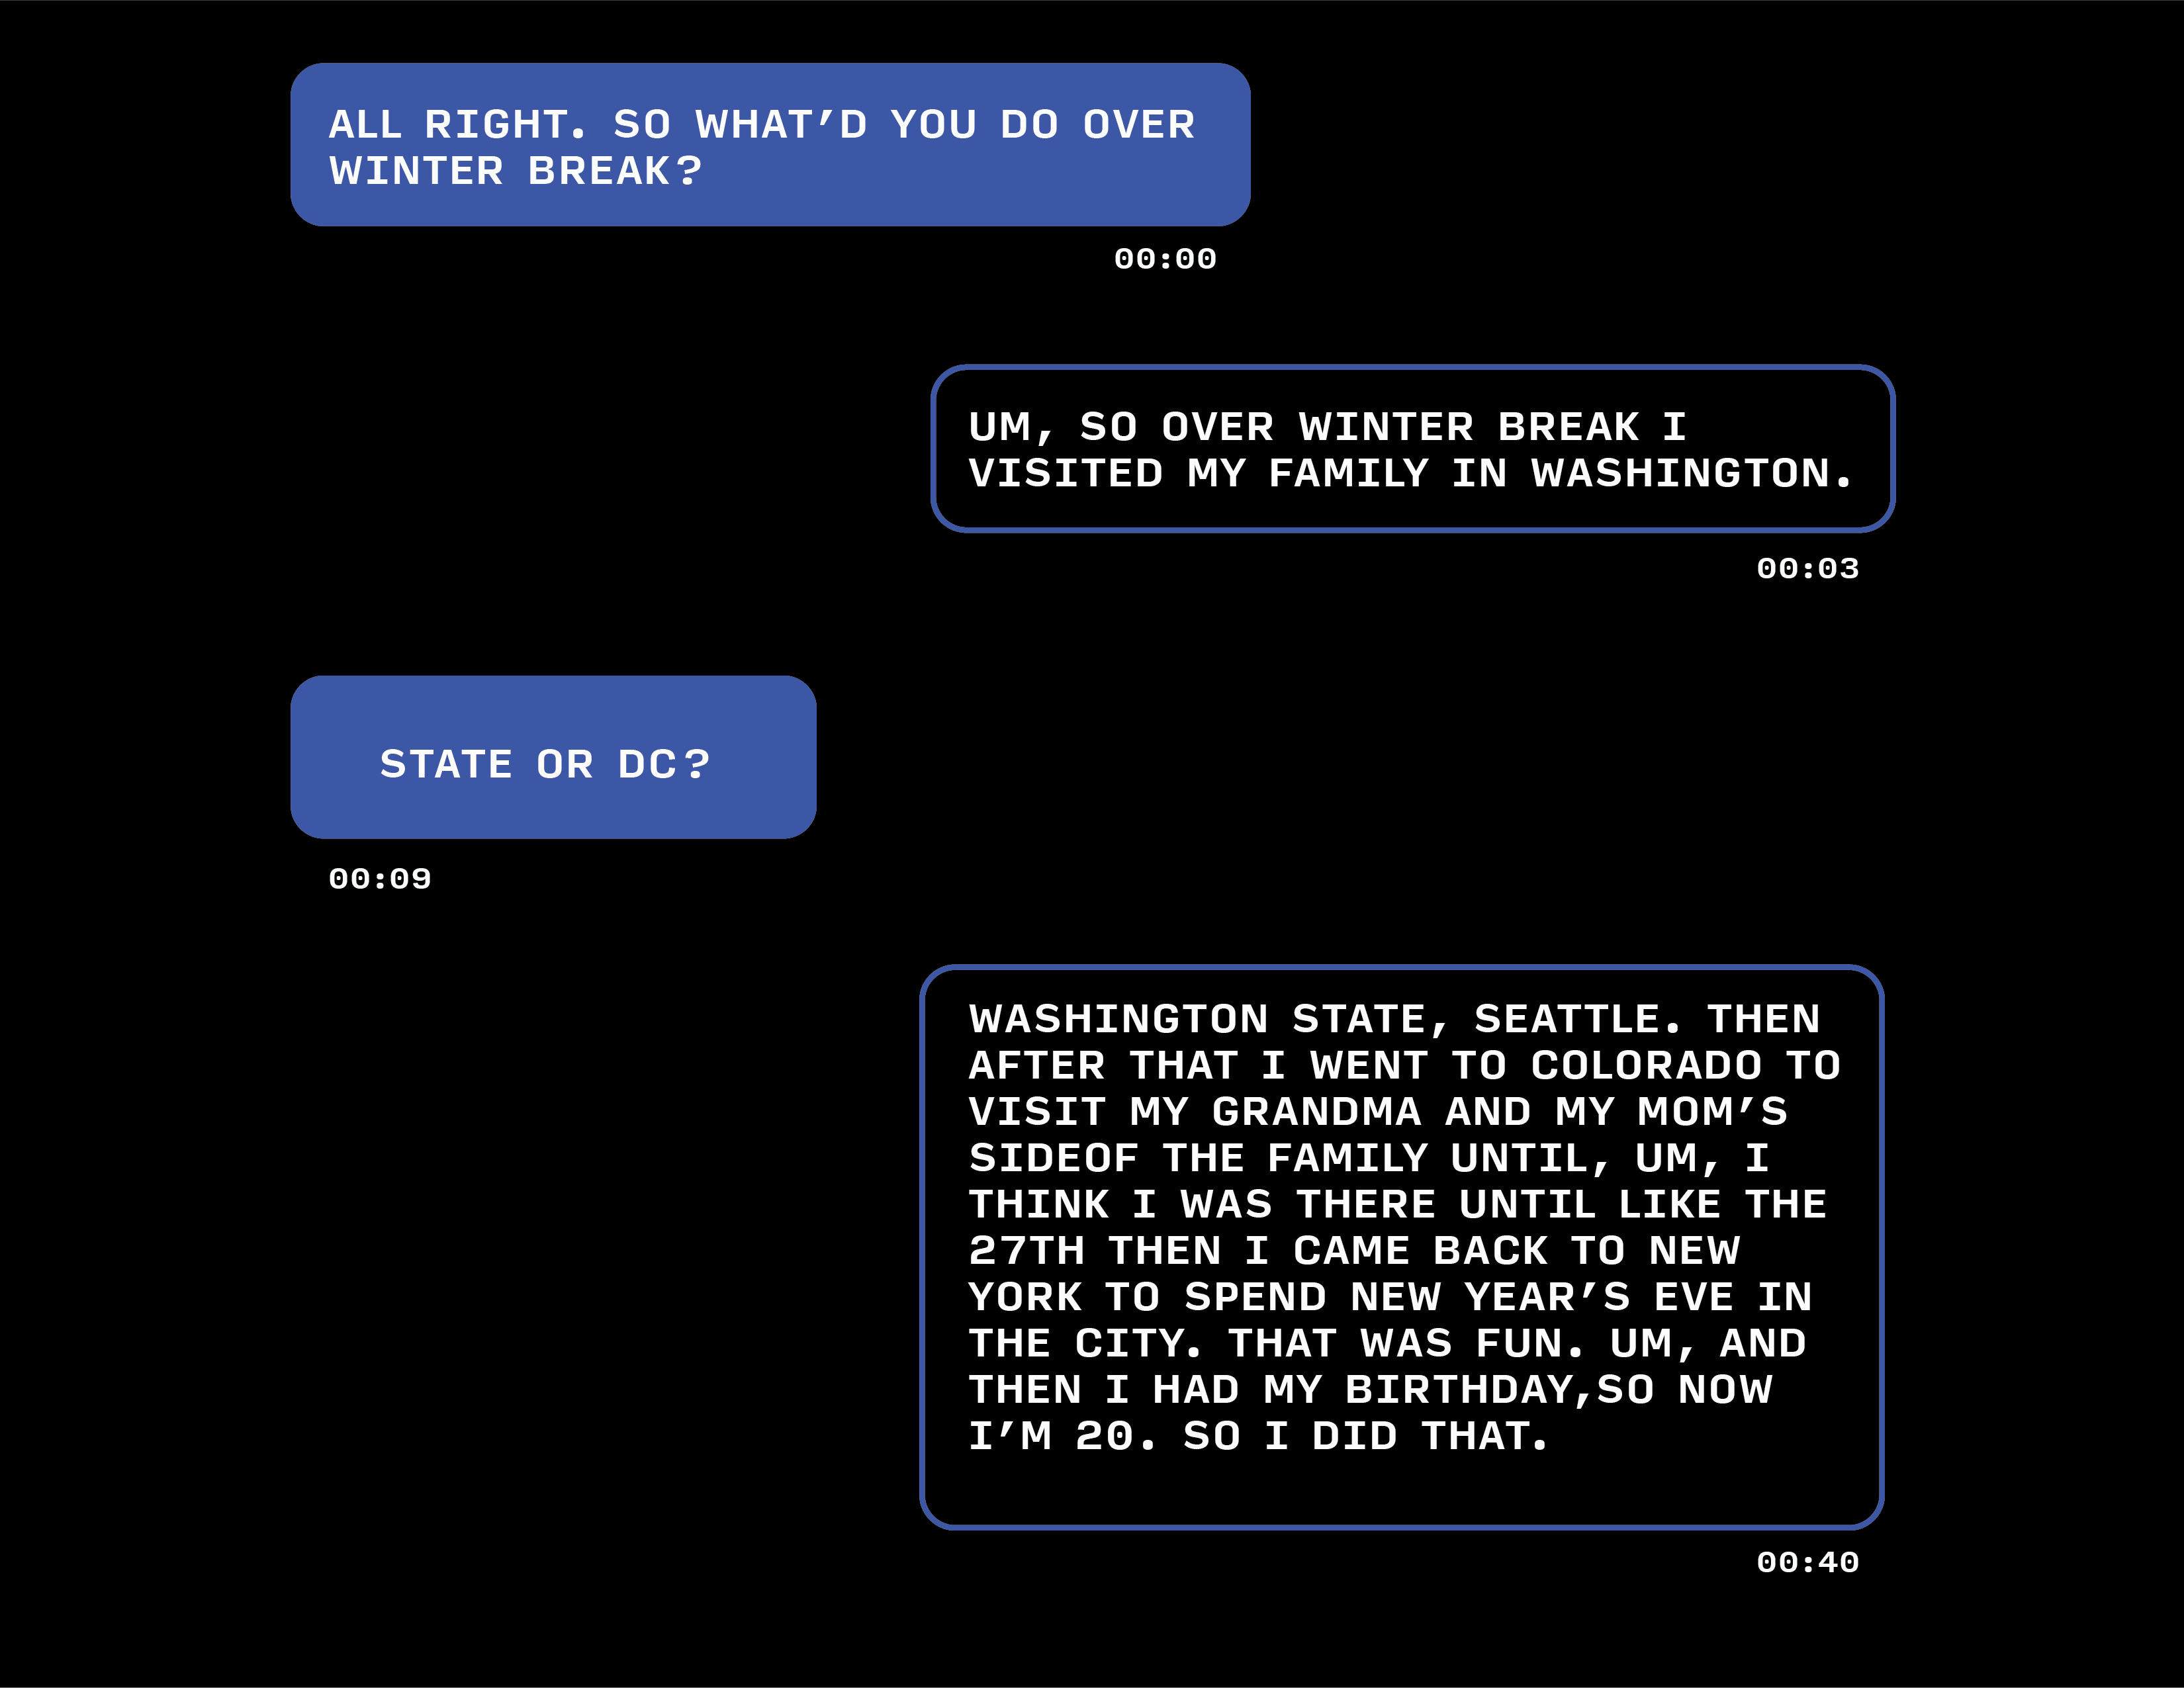 ALL RIGHT. SO WHAT’D YOU DO OVER
WINTER BREAK?
00:00
UM, SO OVER WINTER BREAK I
VISITED MY FAMILY IN WASHINGTON.
00:03
STATE OR DC?
00:09
WASHINGTON STATE, SEATTLE. THEN
AFTER THAT I WENT TO COLORADO TO
VISIT MY GRANDMA AND MY MOM’S
SIDEOF THE FAMILY UNTIL, UM, I
THINK I WAS THERE UNTIL LIKE THE
27TH THEN I CAME BACK TO NEW
YORK TO SPEND NEW YEAR’S EVE IN
THE CITY. THAT WAS FUN. UM, AND
THEN I HAD MY BIRTHDAY,SO NOW
I’M 20. SO I DID THAT.
00:40